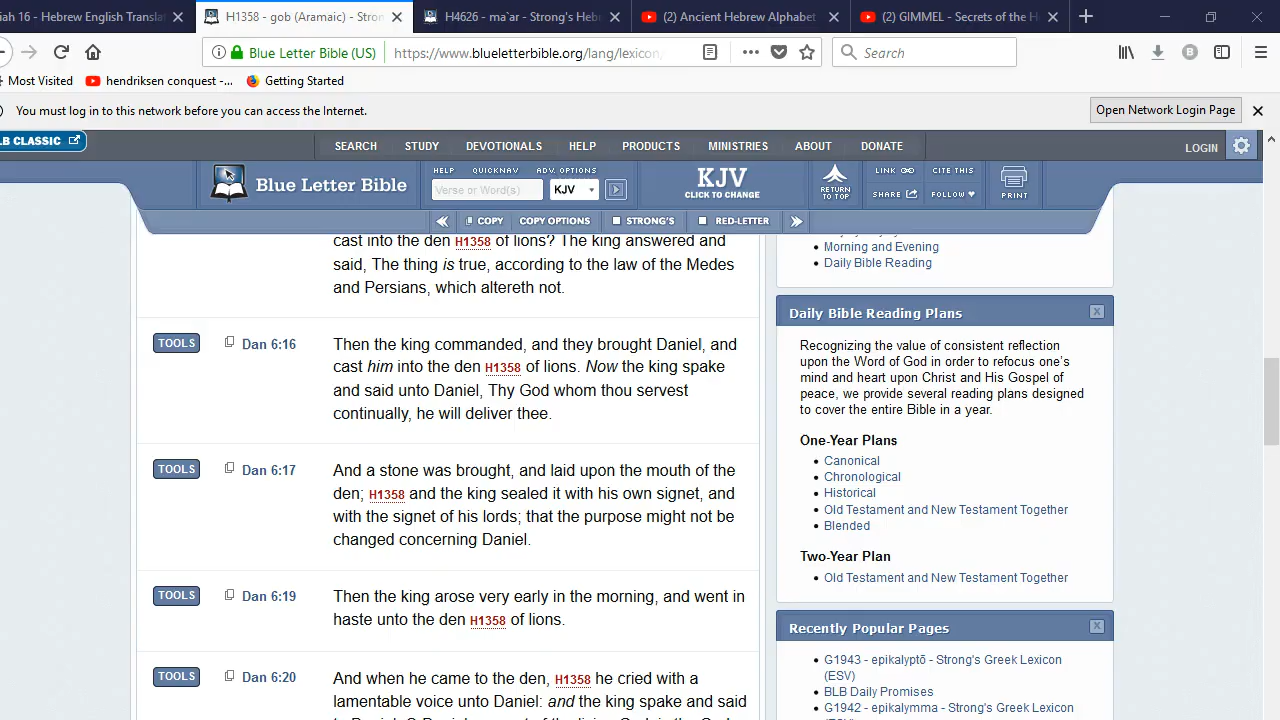 iah 16 - Hebrew English Translat
H1358 - gob (Aramaic) - Stron
H4626 - ma`ar - Strong's Heb
(2) Ancient Hebrew Alphabet
(2) GIMMEL - Secrets of the H
Blue Letter Bible (US)
https://www.blueletterbible.org/lang/lexicon,
Search
Most Visited
hendriksen conquest -...
Getting Started
You must log in to this network before you can access the Internet.
Open Network Login Page
LB CLASSIC
SEARCH STUDY DEVOTIONALS HELP PRODUCTS MINISTRIES ABOUT DONATE
LOGIN
Blue Letter Bible
HELP QUICKNAV ADV. OPTIONS
Verse or Word(s) KJV
KJV
CLICK TO CHANGE
RETURN
TO TOP
LINK CITE THIS
SHARE FOLLOW
PRINT
COPY COPY OPTIONS STRONG'S RED-LETTER
cast into the den H1358 of lions? The king answered and
said, The thing is true, according to the law of the Medes
and Persians, which altereth not.
TOOLS
Dan 6:16
Then the king commanded, and they brought Daniel, and
cast him into the den H1358 of lions. Now the king spake
and said unto Daniel, Thy God whom thou servest
continually, he will deliver thee.
TOOLS
Dan 6:17
And a stone was brought, and laid upon the mouth of the
den; H1358 and the king sealed it with his own signet, and
with the signet of his lords; that the purpose might not be
changed concerning Daniel.
TOOLS
Dan 6:19
Then the king arose very early in the morning, and went in
haste unto the den H1358 of lions.
TOOLS
Dan 6:20
And when he came to the den, H1358 he cried with a
lamentable voice unto Daniel: and the king spake and said
Morning and Evening
Daily Bible Reading
Daily Bible Reading Plans
Recognizing the value of consistent reflection
upon the Word of God in order to refocus one's
mind and heart upon Christ and His Gospel of
peace, we provide several reading plans designed
to cover the entire Bible in a year.
One-Year Plans
Canonical
Chronological
Historical
Old Testament and New Testament Together
Blended
Two-Year Plan
Old Testament and New Testament Together
Recently Popular Pages
G1943 - epikalyptō - Strong's Greek Lexicon
(ESV)
BLB Daily Promises
G1942 - epikalymma - Strong's Greek Lexicon